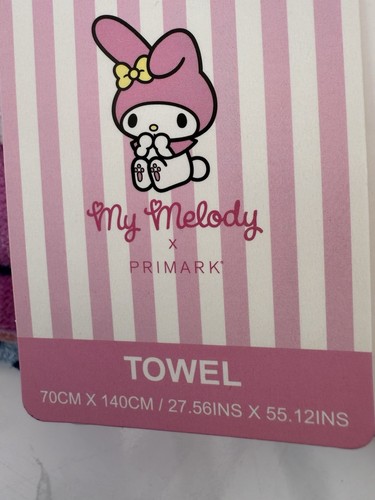 My Melody
x
PRIMARK®
TOWEL
70CM X 140CM / 27.56INS X 55.12INS